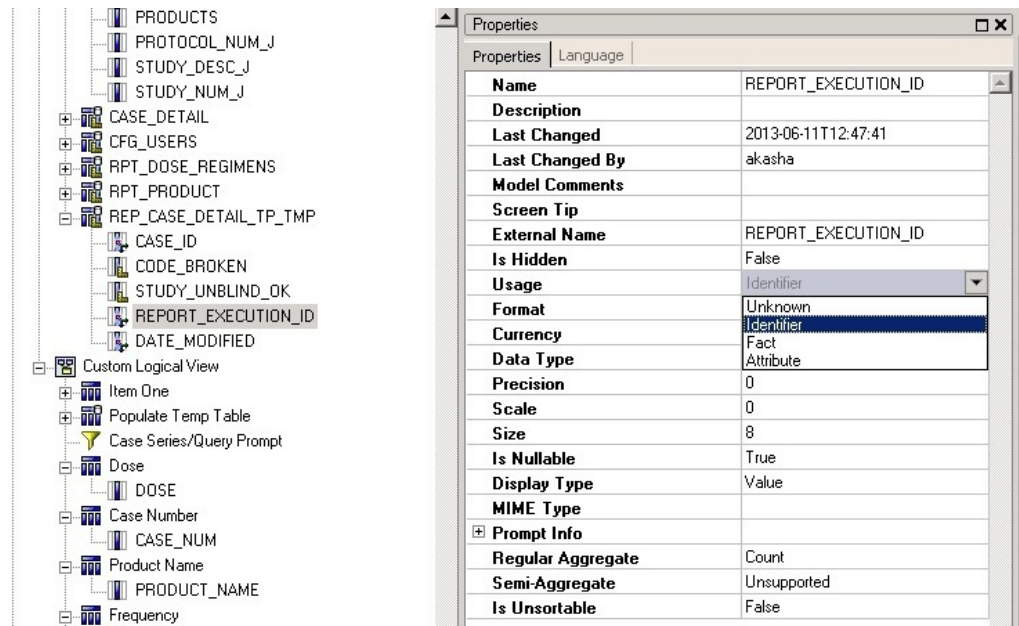 PRODUCTS
PROTOCOL_NUM_J
STUDY_DESC_J
STUDY_NUM_J
CASE_DETAIL
CFG_USERS
RPT_DOSE_REGIMENS
RPT_PRODUCT
REP_CASE_DETAIL_TP_TMP
CASE_ID
CODE_BROKEN
STUDY_UNBLIND_OK
REPORT_EXECUTION_ID
DATE_MODIFIED
Custom Logical View
Item One
Populate Temp Table
Case Series/Query Prompt
Dose
DOSE
Case Number
CASE_NUM
Product Name
PRODUCT_NAME
Frequency
Properties
Properties Language
Name REPORT_EXECUTION_ID
Description
Last Changed 2013-06-11T12:47:41
Last Changed By akasha
Model Comments
Screen Tip
External Name REPORT_EXECUTION_ID
Is Hidden False
Usage Identifier
Format Unknown
Identifier
Currency Fact
Data Type Attribute
Precision 0
Scale 0
Size 8
Is Nullable True
Display Type Value
MIME Type
Prompt Info
Regular Aggregate Count
Semi-Aggregate Unsupported
Is Unsortable False